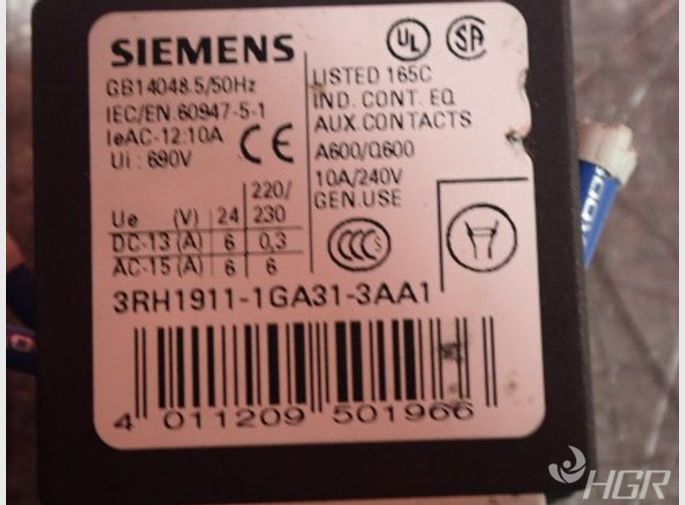 SIEMENS
GB14048.5/50Hz
IEC/EN 60947-5-1
IeAC-12:10A
Ui : 690V
CE
UL
SA
LISTED 165C
IND. CONT. EQ
AUX.CONTACTS
A600/Q600
10A/240V
GEN.USE
Ue (V) 24 220/230
DC-13 (A) 6 0,3
AC-15 (A) 6 6
CCC S
3RH1911-1GA31-3AA1
4 011209 501966
HGR